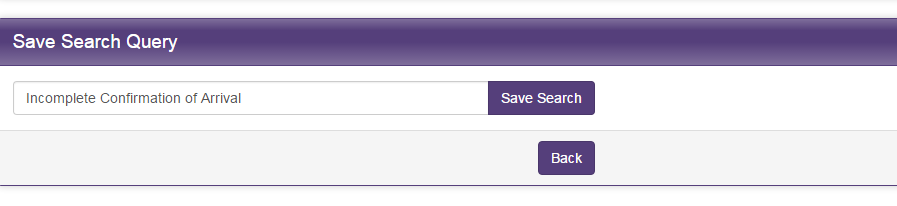 Save Search Query
Incomplete Confirmation of Arrival
Save Search
Back